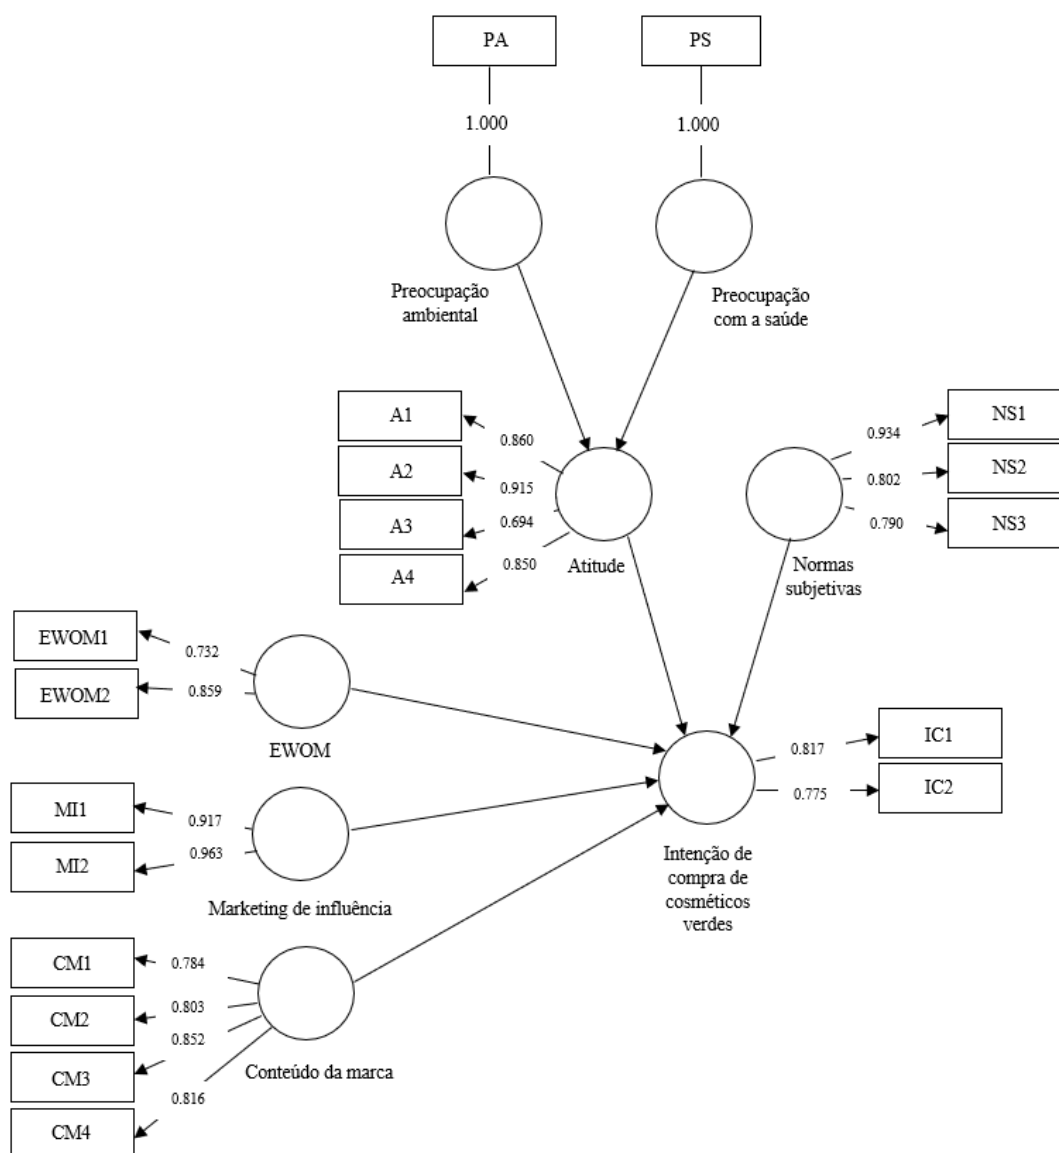 PA
PS
1.000
1.000
Preocupação
ambiental
Preocupação
com a saúde
A1
A2
A3
A4
0.860
0.915
0.694
0.850
Atitude
0.934
0.802
0.790
NS1
NS2
NS3
Normas
subjetivas
EWOM1
EWOM2
0.732
0.859
EWOM
MI1
MI2
0.917
0.963
Marketing de influência
0.817
0.775
IC1
IC2
Intenção de
compra de
cosméticos
verdes
CM1
CM2
CM3
CM4
0.784
0.803
0.852
0.816
Conteúdo da marca